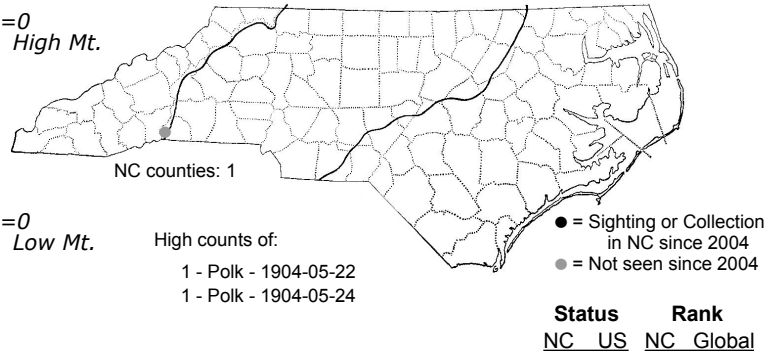 =0
High Mt.
NC counties: 1
=0
Low Mt.
High counts of:
1 - Polk - 1904-05-22
1 - Polk - 1904-05-24
● = Sighting or Collection
in NC since 2004
● = Not seen since 2004
Status Rank
NC US NC Global